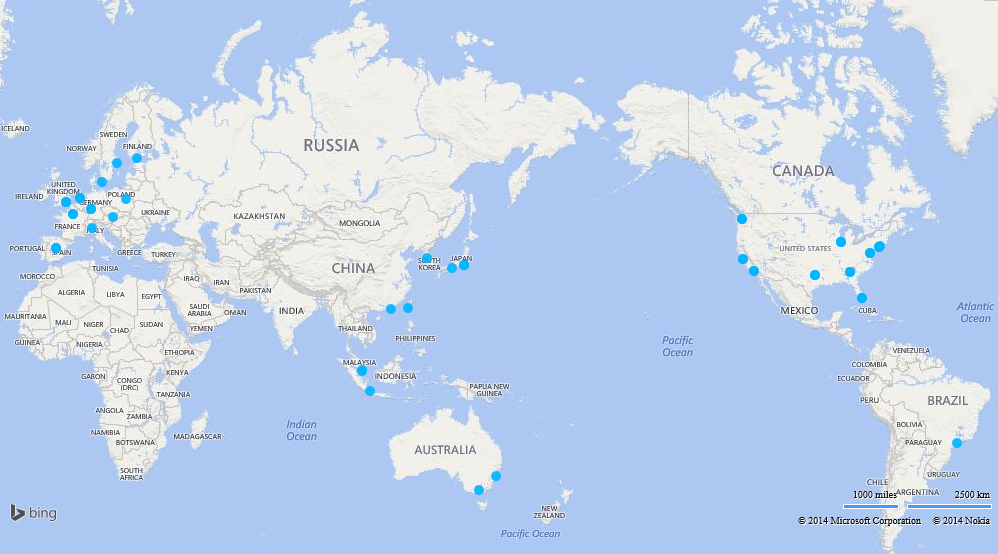 ICELAND
SWEDEN
NORWAY
FINLAND
RUSSIA
CANADA
UNITED
KINGDOM
IRELAND
POLAND
GERMANY
UKRAINE
FRANCE
ITALY
KAZAKHSTAN
MONGOLIA
PORTUGAL
SPAIN
GREECE
TURKEY
UNITED STATES
CHINA
SOUTH
KOREA
JAPAN
TUNISIA
MOROCCO
IRAQ
IRAN
PAKISTAN
ALGERIA
LIBYA
EGYPT
SAUDI
ARABIA
OMAN
INDIA
MEXICO
CUBA
Atlantic
Ocean
MAURITANIA
MALI
NIGER
CHAD
SUDAN
YEMEN
THAILAND
PHILIPPINES
Pacific
Ocean
GUINEA
NIGERIA
ETHIOPIA
VENEZUELA
COLOMBIA
MALAYSIA
INDONESIA
GABON
KENYA
CONGO
(DRC)
TANZANIA
PAPUA NEW
GUINEA
ECUADOR
PERU
BRAZIL
ANGOLA
ZAMBIA
Indian
Ocean
BOLIVIA
NAMIBIA
BOTSWANA
MADAGASCAR
AUSTRALIA
PARAGUAY
SOUTH
AFRICA
URUGUAY
CHILE
ARGENTINA
1000 miles
2500 km
NEW
ZEALAND
bing
© 2014 Microsoft Corporation
© 2014 Nokia
Pacific Ocean